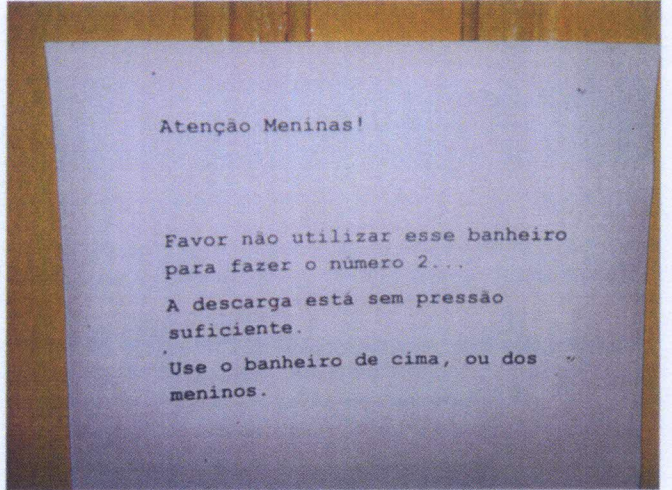 Atenção Meninas!
Favor não utilizar esse banheiro
para fazer o número 2...
A descarga está sem pressão
suficiente.
Use o banheiro de cima, ou dos
meninos.